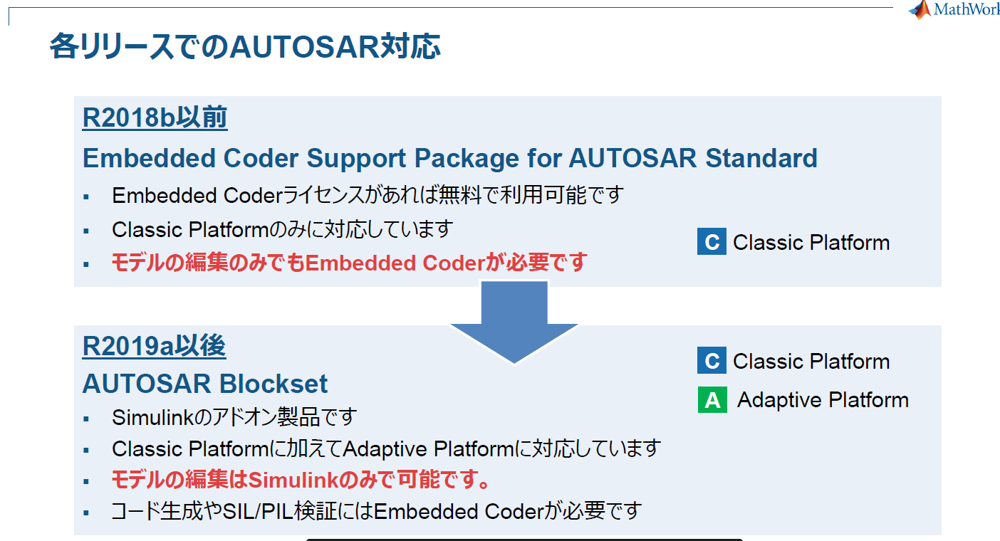 MathWork
各リリースでのAUTOSAR対応
R2018b以前
Embedded Coder Support Package for AUTOSAR Standard
▪ Embedded Coderライセンスがあれば無料で利用可能です
▪ Classic Platformのみに対応しています
▪ モデルの編集のみでもEmbedded Coderが必要です
C Classic Platform
R2019a以後
AUTOSAR Blockset
▪ Simulinkのアドオン製品です
▪ Classic Platformに加えてAdaptive Platformに対応しています
▪ モデルの編集はSimulinkのみで可能です。
▪ コード生成やSIL/PIL検証にはEmbedded Coderが必要です
C Classic Platform
A Adaptive Platform